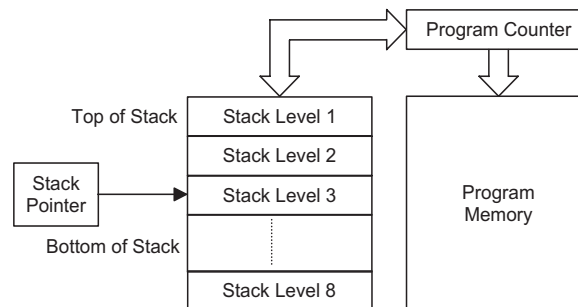 Program Counter
Top of Stack
Stack Level 1
Stack Level 2
Stack
Pointer
Stack Level 3
Program
Memory
Bottom of Stack
Stack Level 8